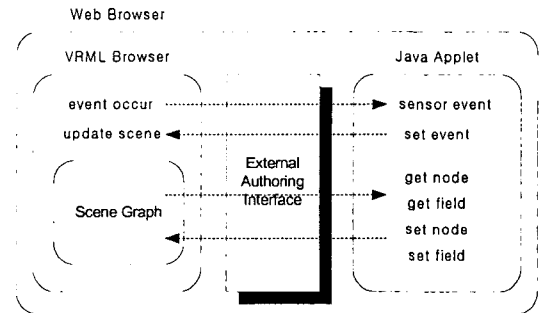 Web Browser
VRML Browser
Java Applet
event occur
sensor event
update scene
set event
External
Authoring
Interface
Scene Graph
get node
get field
set node
set field